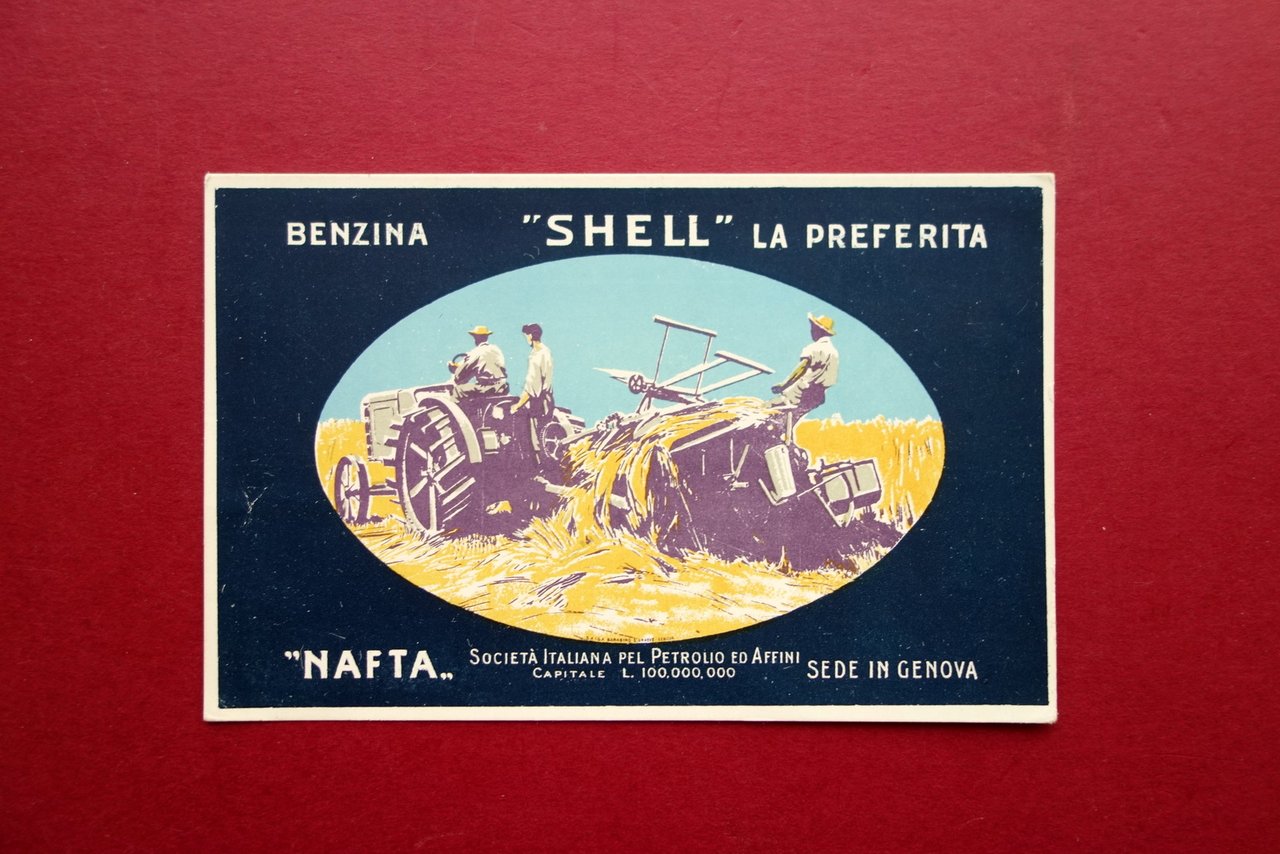 BENZINA "SHELL" LA PREFERITA
"NAFTA„ SOCIETÀ ITALIANA PEL PETROLIO ED AFFINI SEDE IN GENOVA
CAPITALE L. 100,000,000